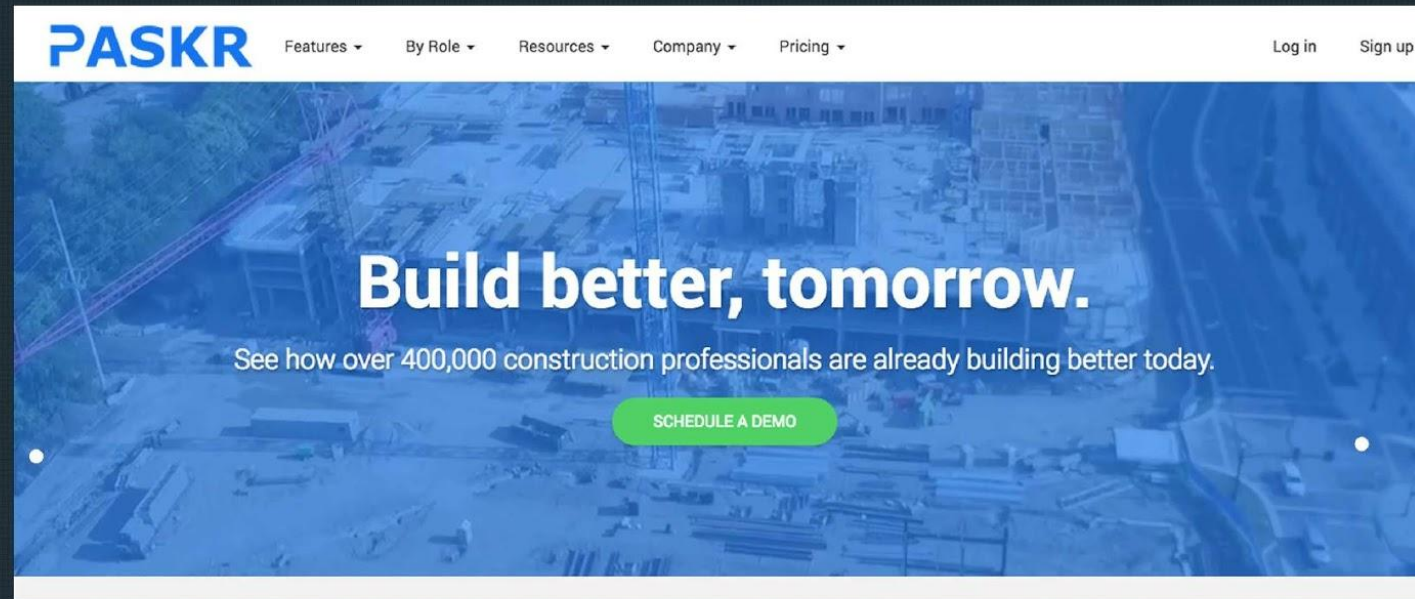 PASKR
Features
By Role
Resources
Company
Pricing
Log in
Sign up
Build better, tomorrow.
See how over 400,000 construction professionals are already building better today.
SCHEDULE A DEMO